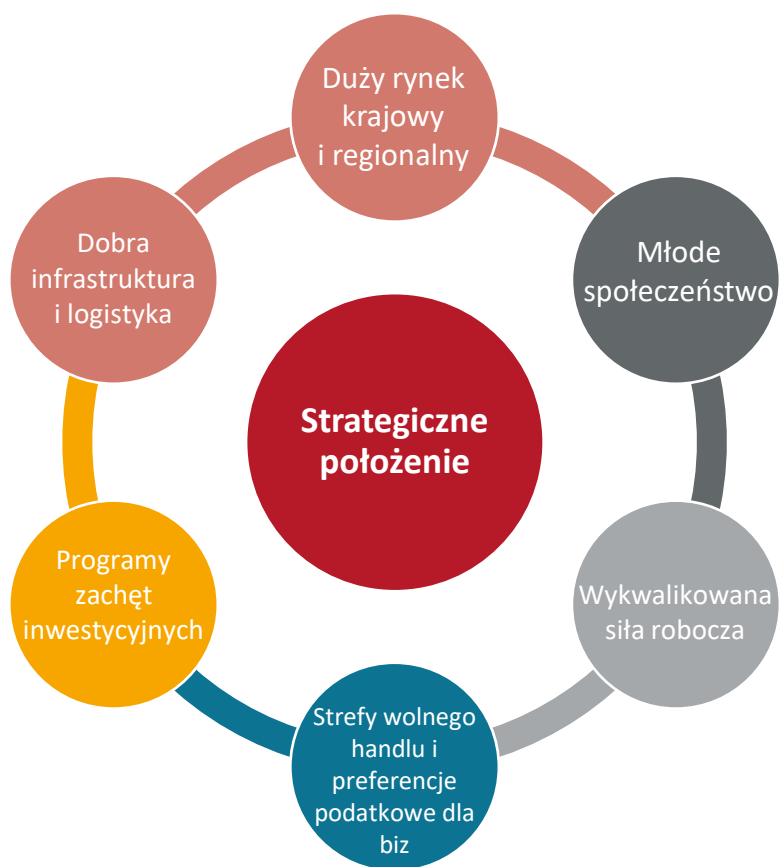 Duży rynek
krajowy
i regionalny
Dobra
infrastruktura
i logistyka
Młode
społeczeństwo
Strategiczne
położenie
Programy
zachęt
inwestycyjnych
Wykwalikowana
siła robocza
Strefy wolnego
handlu i
preferencje
podatkowe dla
biz